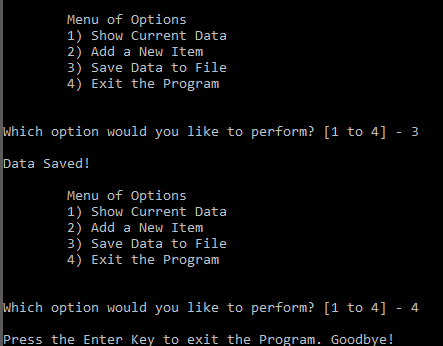 Menu of Options
1) Show Current Data
2) Add a New Item
3) Save Data to File
4) Exit the Program
Which option would you like to perform? [1 to 4] - 3
Data Saved!
Menu of Options
1) Show Current Data
2) Add a New Item
3) Save Data to File
4) Exit the Program
Which option would you like to perform? [1 to 4] - 4
Press the Enter Key to exit the Program. Goodbye!